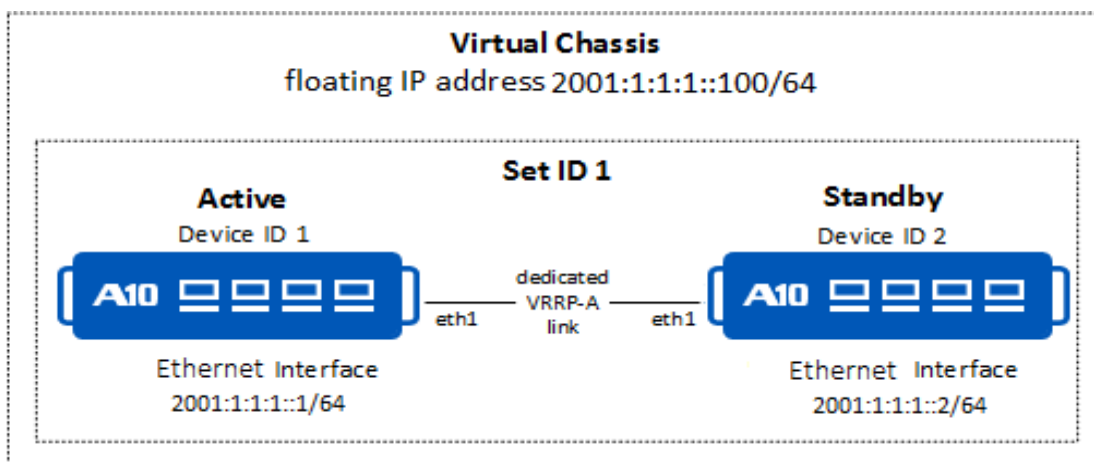 Virtual Chassis
floating IP address 2001:1:1:1::100/64
Set ID 1
Active
Device ID 1
A10
eth1
Ethernet Interface
2001:1:1:1::1/64
dedicated
VRRP-A
link
Standby
Device ID 2
eth1
A10
Ethernet Interface
2001:1:1:1::2/64